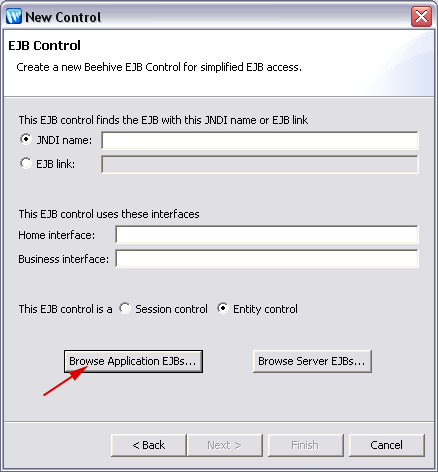 New Control
EJB Control
Create a new Beehive EJB Control for simplified EJB access.
This EJB control finds the EJB with this JNDI name or EJB link
JNDI name:
EJB link:
This EJB control uses these interfaces
Home interface:
Business interface:
This EJB control is a Session control Entity control
Browse Application EJBs... Browse Server EJBs...
< Back Next > Finish Cancel